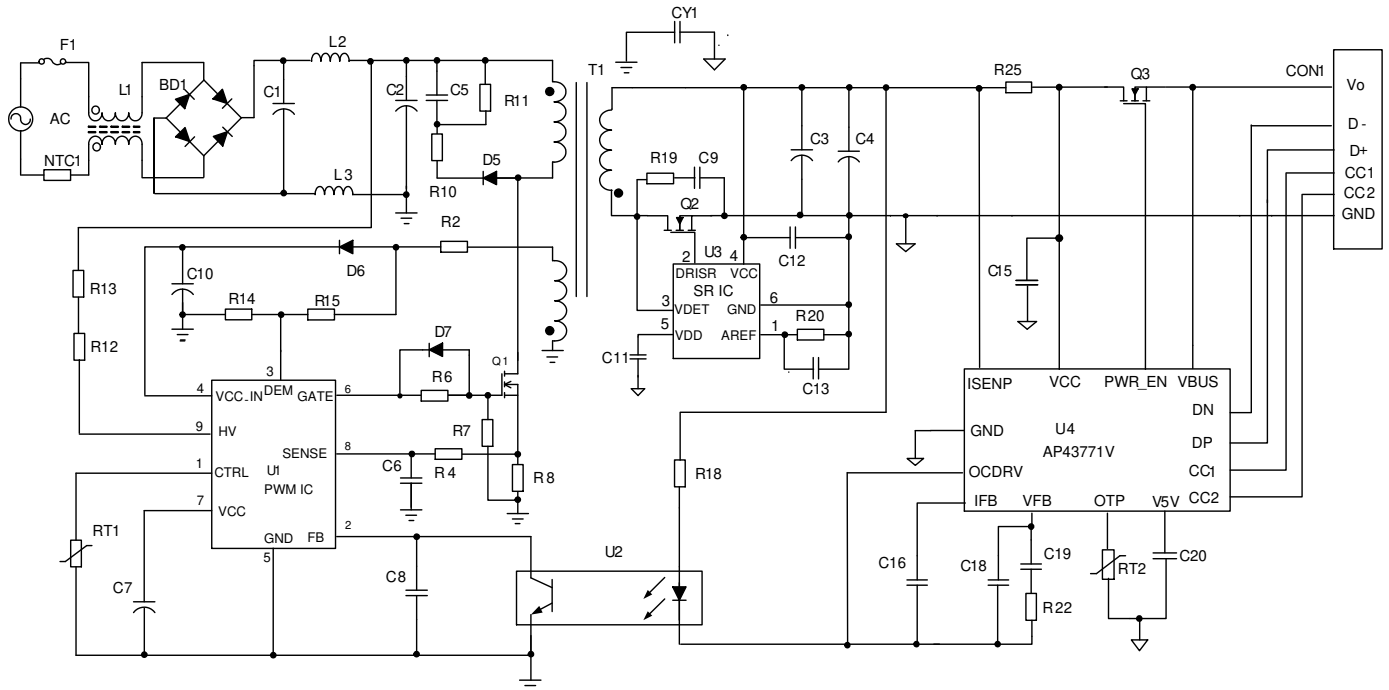 CY1
F1
L2
T1
R25
Q3
CON1
L1
BD1
C1
C2
C5
R11
Vo
AC
D -
D+
C3
C4
NTC1
R19
C9
D5
CC1
L3
R10
CC2
Q2
GND
R2
U3
2
4
C12
DRISR
VCC
SR IC
D6
C10
C15
R13
R14
R15
3
VDET
GND
6
R20
5
VDD
AREF
1
D7
R12
C11
Q1
C13
3
R6
4
VCC_IN
DEM
GATE
6
ISENP
VCC
PWR_EN
VBUS
DN
R7
9
HV
GND
U4
SENSE
8
DP
AP43771V
C6
R4
1
CTRL
U1
R8
R18
OCDRV
CC1
PWM IC
7
VCC
IFB
VFB
OTP
V5V
CC2
RT1
GND
FB
2
5
U2
C19
C16
C18
RT2
C20
C7
C8
R22